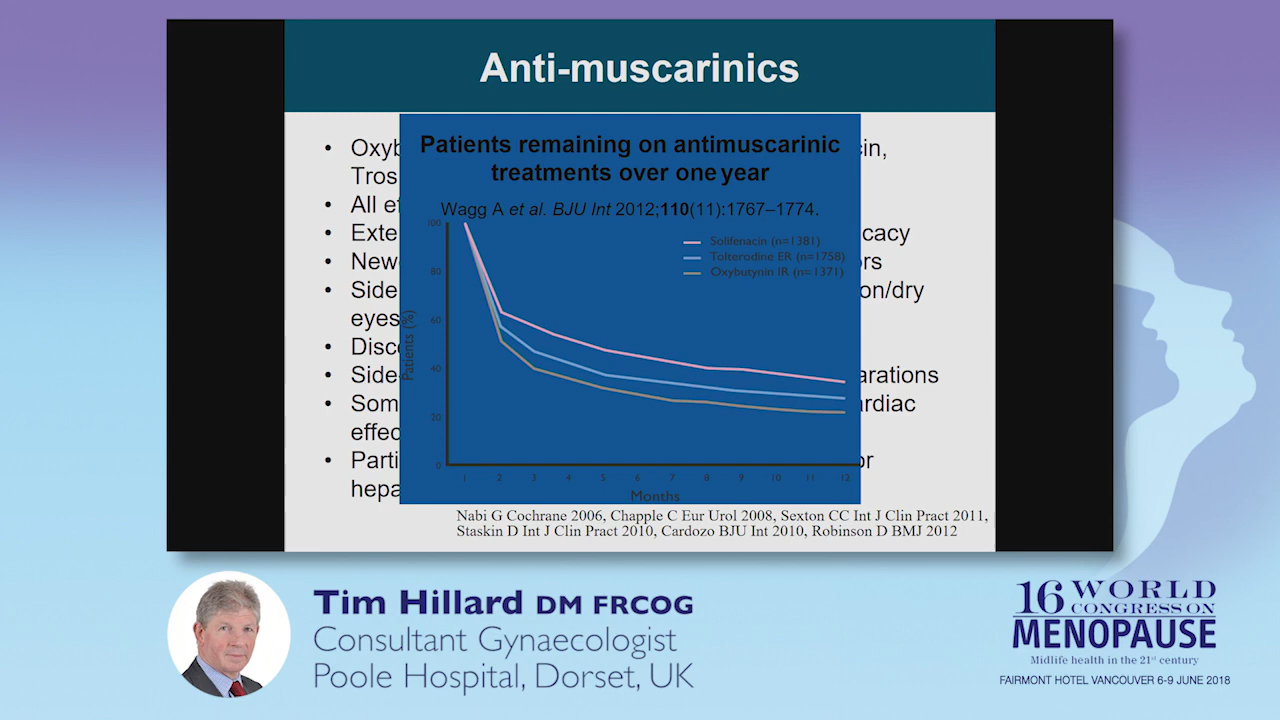 Anti-muscarinics
Patients remaining on antimuscarinic
treatments over one year
Wagg A et al. BJU Int 2012;110(11):1767–1774.
Solifenacin (n=1381)
Tolterodine ER (n=1758)
Oxybutynin IR (n=1371)
Patients (%)
100
80
60
40
20
0
1 2 3 4 5 6 7 8 9 10 11 12
Months
• Oxyb cin,
Tros
• All ef
• Exte cacy
• New rs
• Side on/dry
eyes
• Disc
• Side arations
• Som ardiac
effec
• Parti or
hepa
Nabi G Cochrane 2006, Chapple C Eur Urol 2008, Sexton CC Int J Clin Pract 2011,
Staskin D Int J Clin Pract 2010, Cardozo BJU Int 2010, Robinson D BMJ 2012
Tim Hillard DM FRCOG
Consultant Gynaecologist
Poole Hospital, Dorset, UK
16 WORLD
CONGRESS ON
MENOPAUSE
Midlife health in the 21st century
FAIRMONT HOTEL VANCOUVER 6-9 JUNE 2018